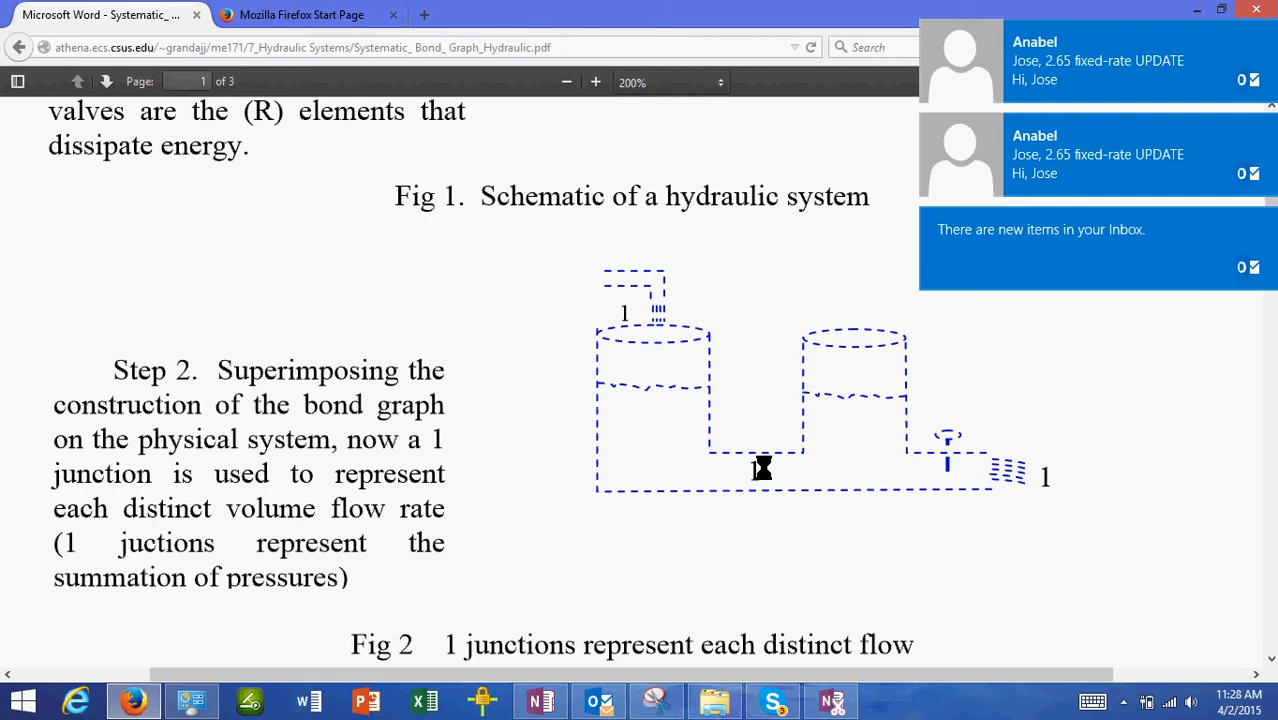 Microsoft Word - Systematic_ ...
Mozilla Firefox Start Page
athena.ecs.csus.edu/~grandajj/me171/7_Hydraulic Systems/Systematic_ Bond_ Graph_Hydraulic.pdf
Search
Page: 1 of 3
200%
Anabel
Jose, 2.65 fixed-rate UPDATE
Hi, Jose
Anabel
Jose, 2.65 fixed-rate UPDATE
Hi, Jose
There are new items in your Inbox.
valves are the (R) elements that
dissipate energy.
Fig 1. Schematic of a hydraulic system
1
1
1
Step 2. Superimposing the
construction of the bond graph
on the physical system, now a 1
junction is used to represent
each distinct volume flow rate
(1 juctions represent the
summation of pressures)
Fig 2 1 junctions represent each distinct flow
11:28 AM
4/2/2015